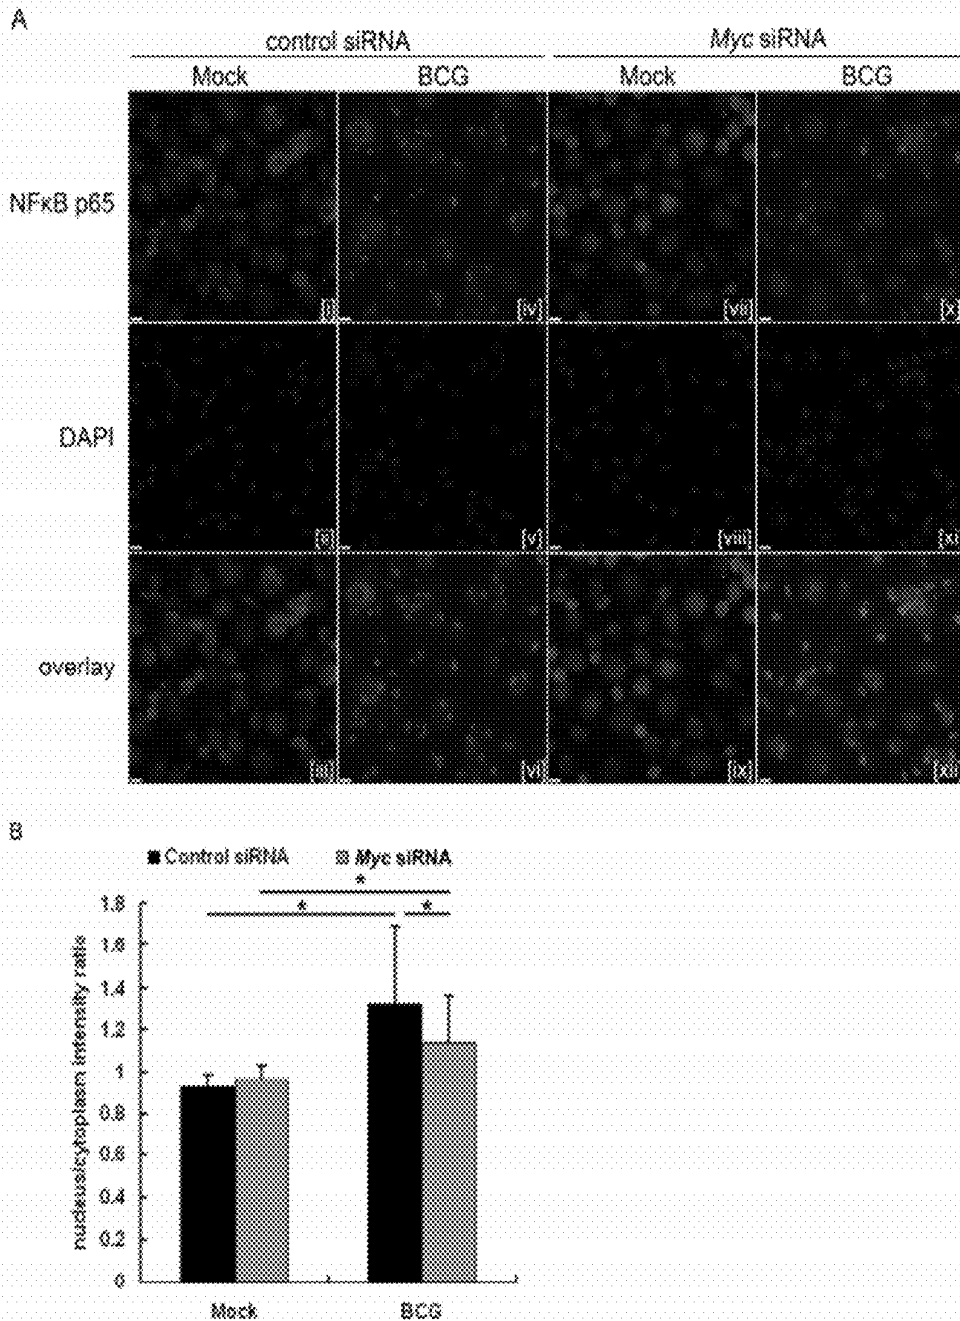 A
control siRNA Myc siRNA
Mock BCG Mock BCG
NFκB p65
[i] [iv] [vii] [x]
DAPI
[ii] [v] [viii] [xi
overlay
[iii] [vi] [ix] [xii
B
Control siRNA Myc siRNA
*
* *
1.8
1.6
1.4
1.2
1
0.8
0.6
0.4
0.2
0
nucleus/cytoplasm intensity ratio
Mock BCG